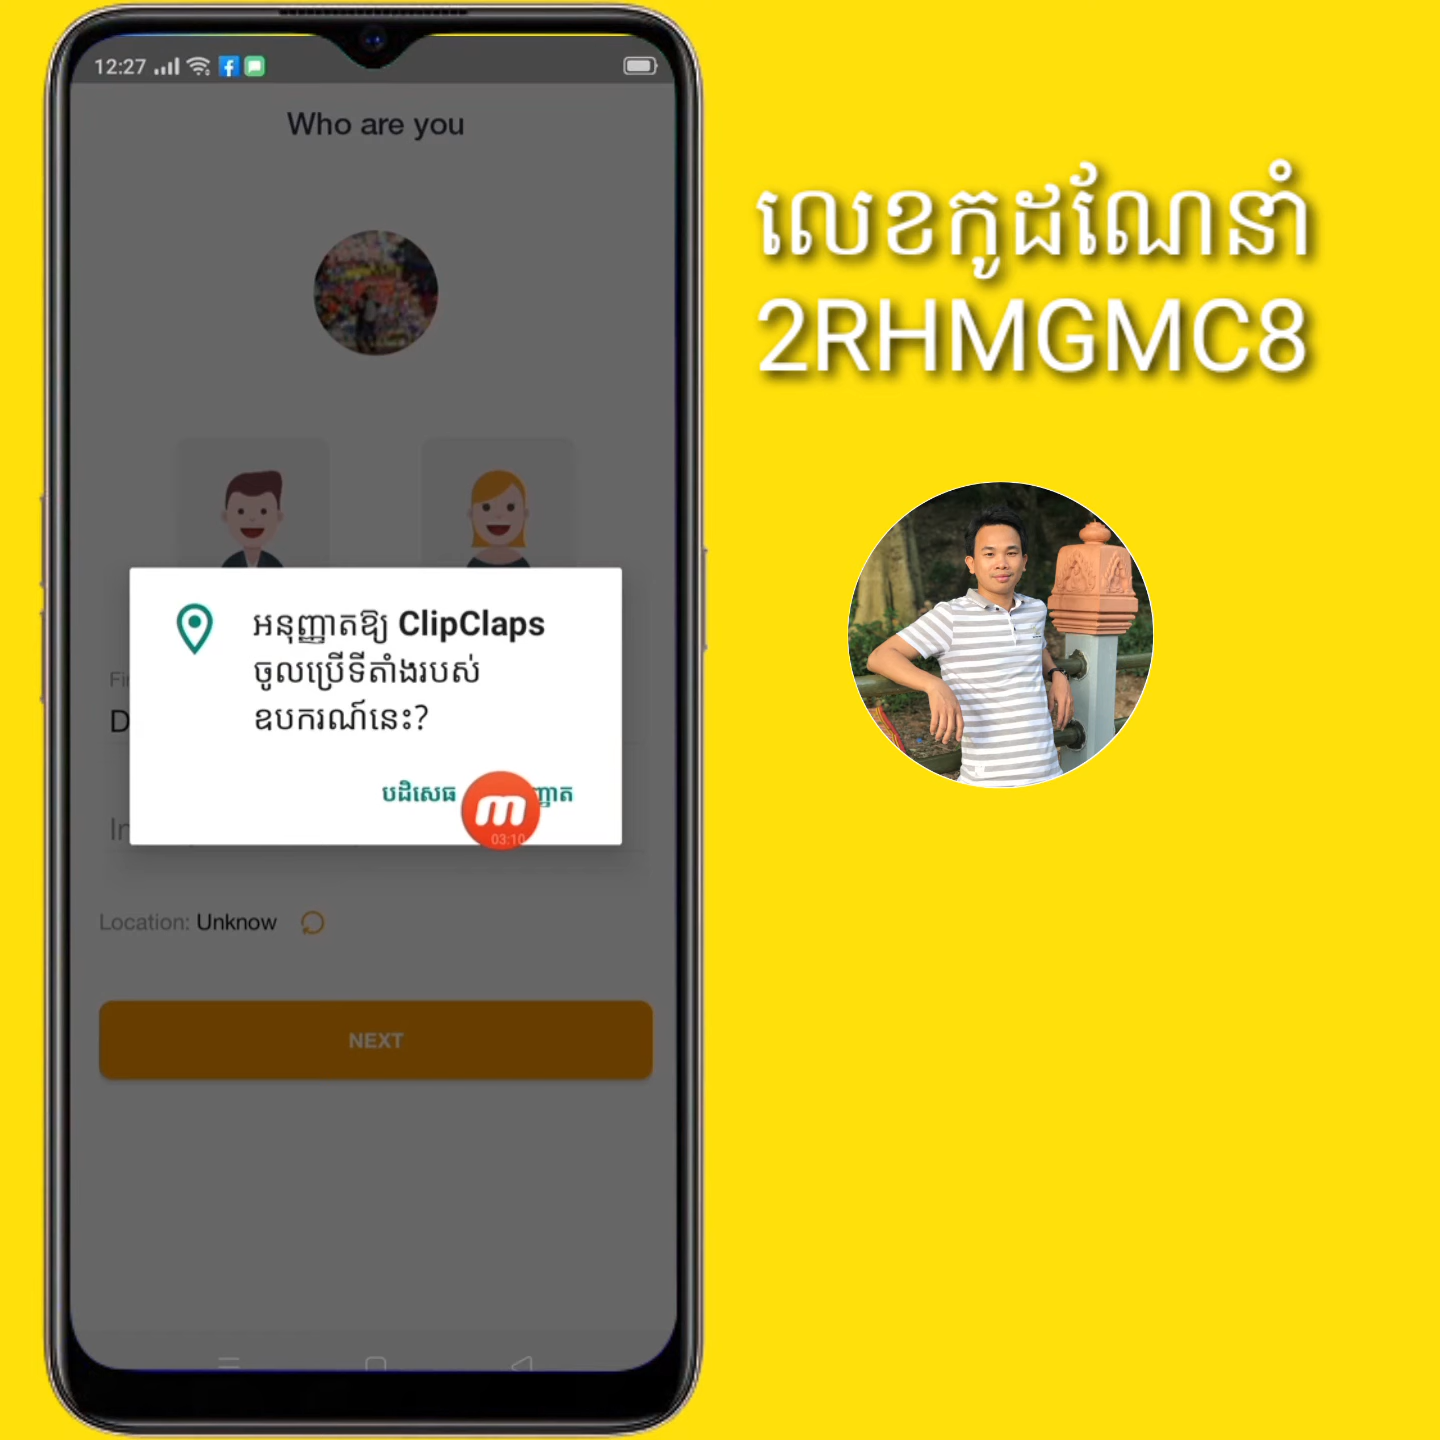 12:27
Who are you
លេខកូដណែនាំ
2RHMGMC8
អនុញ្ញាតឱ្យ ClipClaps
ចូលប្រើទីតាំងរបស់
ឧបករណ៍នេះ?
បដិសេធ
03:10
Location: Unknow
NEXT